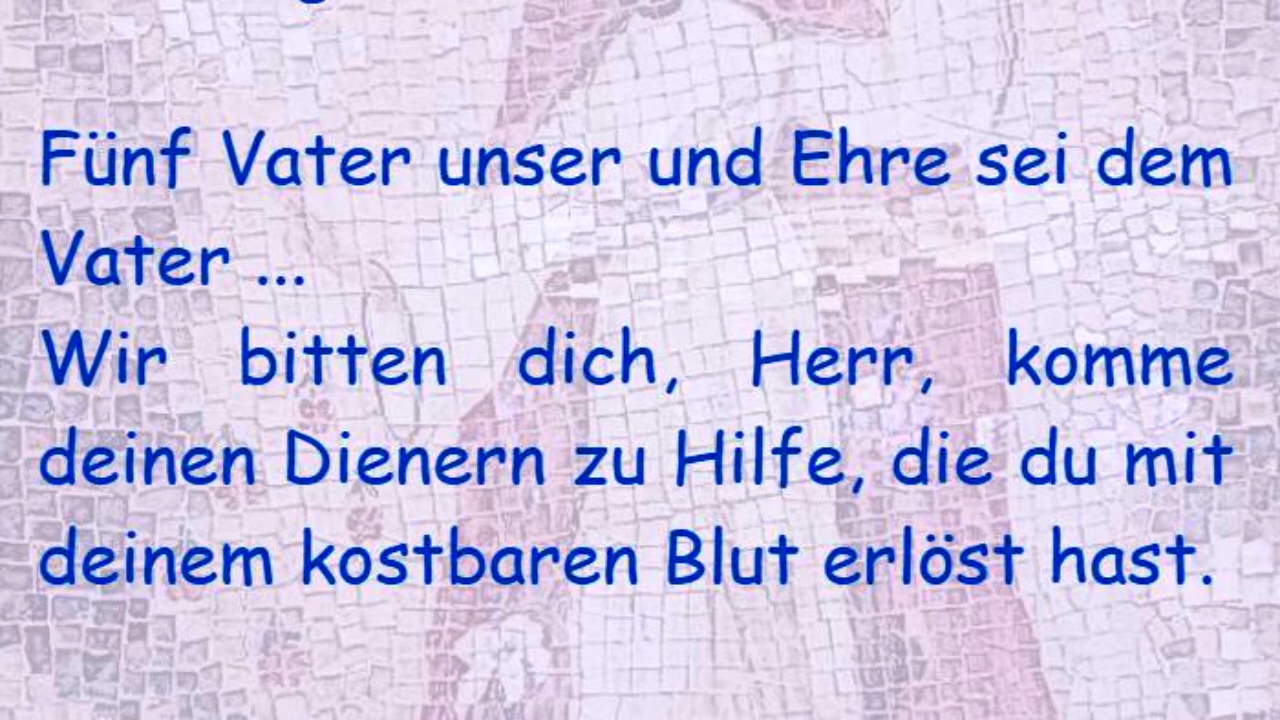 Fünf Vater unser und Ehre sei dem
Vater ...
Wir bitten dich, Herr, komme
deinen Dienern zu Hilfe, die du mit
deinem kostbaren Blut erlöst hast.